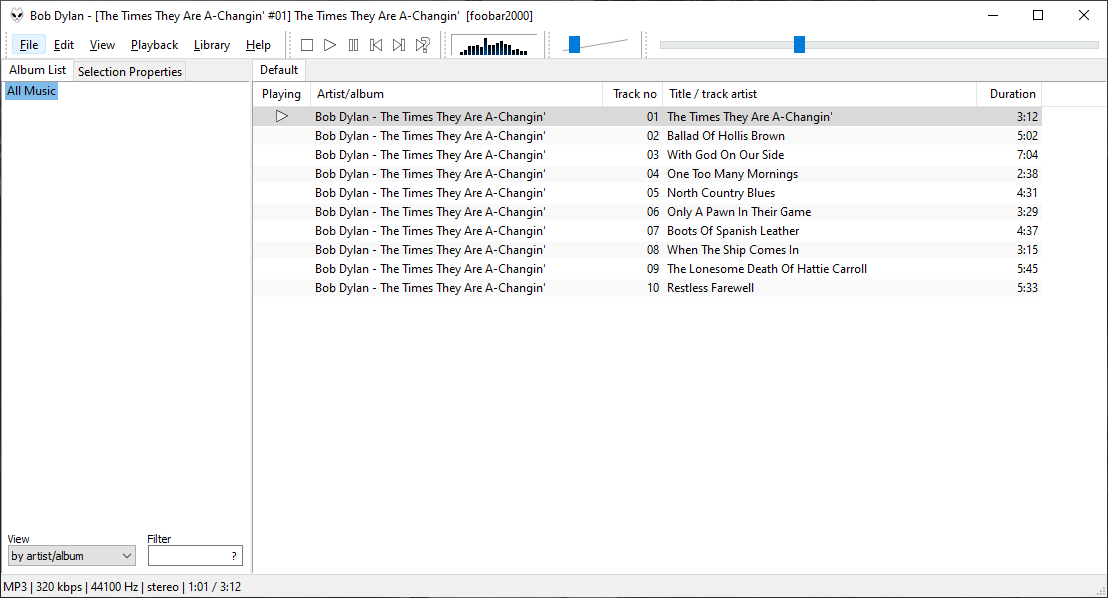 Bob Dylan - [The Times They Are A-Changin' #01] The Times They Are A-Changin' [foobar2000]
File Edit View Playback Library Help
Album List Selection Properties Default
All Music
Playing Artist/album Track no Title / track artist Duration
Bob Dylan - The Times They Are A-Changin' 01 The Times They Are A-Changin' 3:12
Bob Dylan - The Times They Are A-Changin' 02 Ballad Of Hollis Brown 5:02
Bob Dylan - The Times They Are A-Changin' 03 With God On Our Side 7:04
Bob Dylan - The Times They Are A-Changin' 04 One Too Many Mornings 2:38
Bob Dylan - The Times They Are A-Changin' 05 North Country Blues 4:31
Bob Dylan - The Times They Are A-Changin' 06 Only A Pawn In Their Game 3:29
Bob Dylan - The Times They Are A-Changin' 07 Boots Of Spanish Leather 4:37
Bob Dylan - The Times They Are A-Changin' 08 When The Ship Comes In 3:15
Bob Dylan - The Times They Are A-Changin' 09 The Lonesome Death Of Hattie Carroll 5:45
Bob Dylan - The Times They Are A-Changin' 10 Restless Farewell 5:33
View Filter
by artist/album ?
MP3 | 320 kbps | 44100 Hz | stereo | 1:01 / 3:12